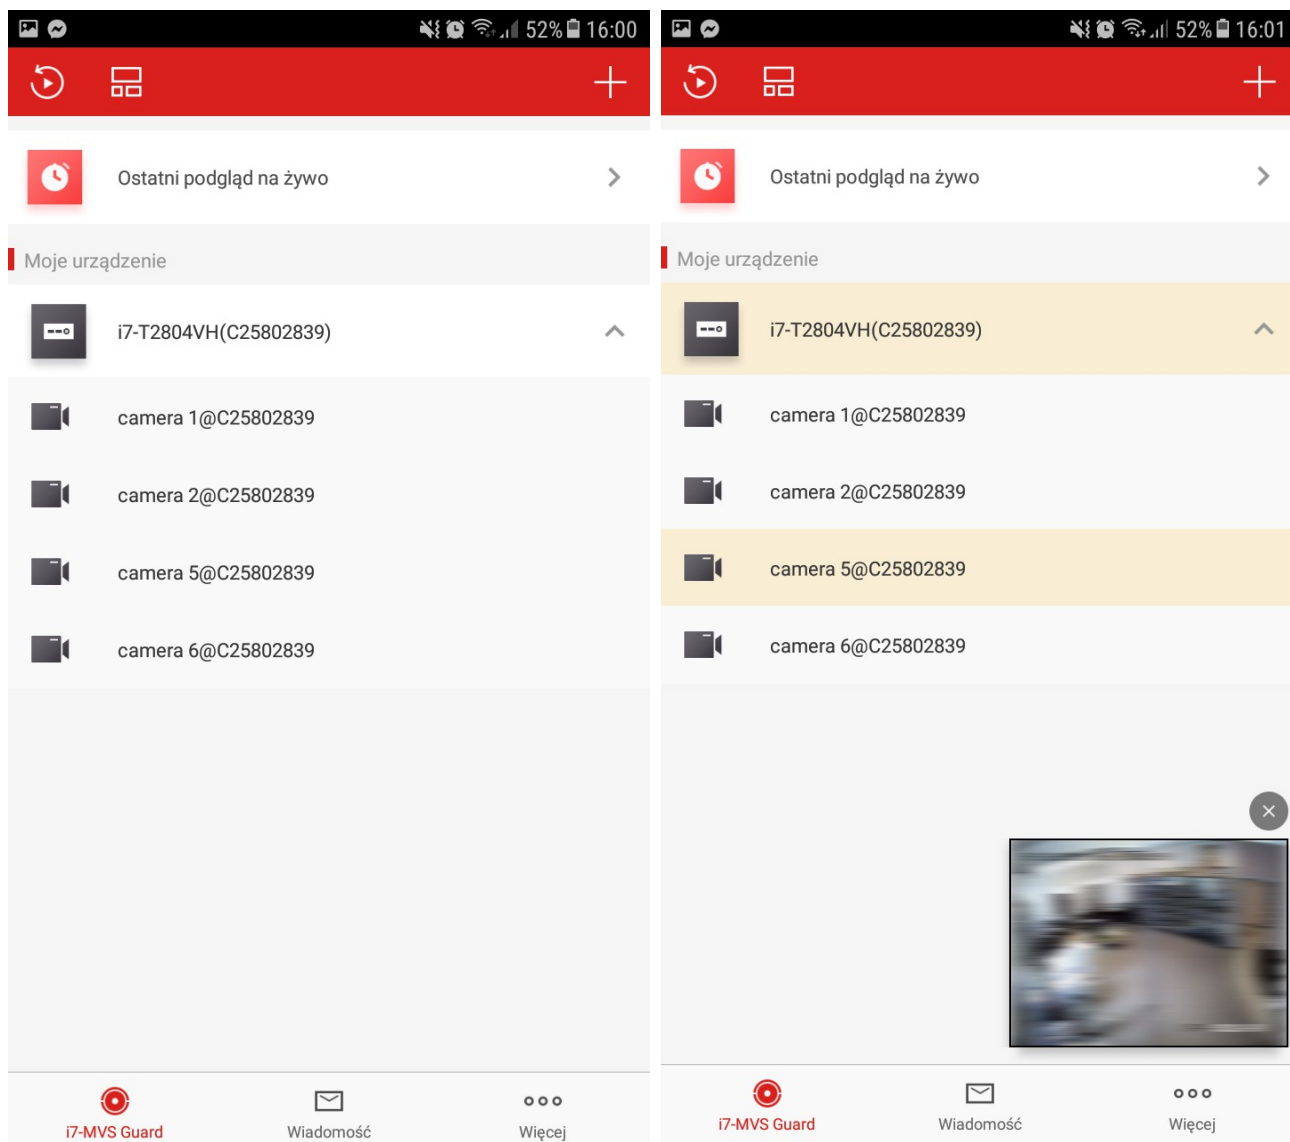 52% 16:00
Ostatni podgląd na żywo
Moje urządzenie
i7-T2804VH(C25802839)
camera 1@C25802839
camera 2@C25802839
camera 5@C25802839
camera 6@C25802839
i7-MVS Guard Wiadomość Więcej
52% 16:01
Ostatni podgląd na żywo
Moje urządzenie
i7-T2804VH(C25802839)
camera 1@C25802839
camera 2@C25802839
camera 5@C25802839
camera 6@C25802839
i7-MVS Guard Wiadomość Więcej